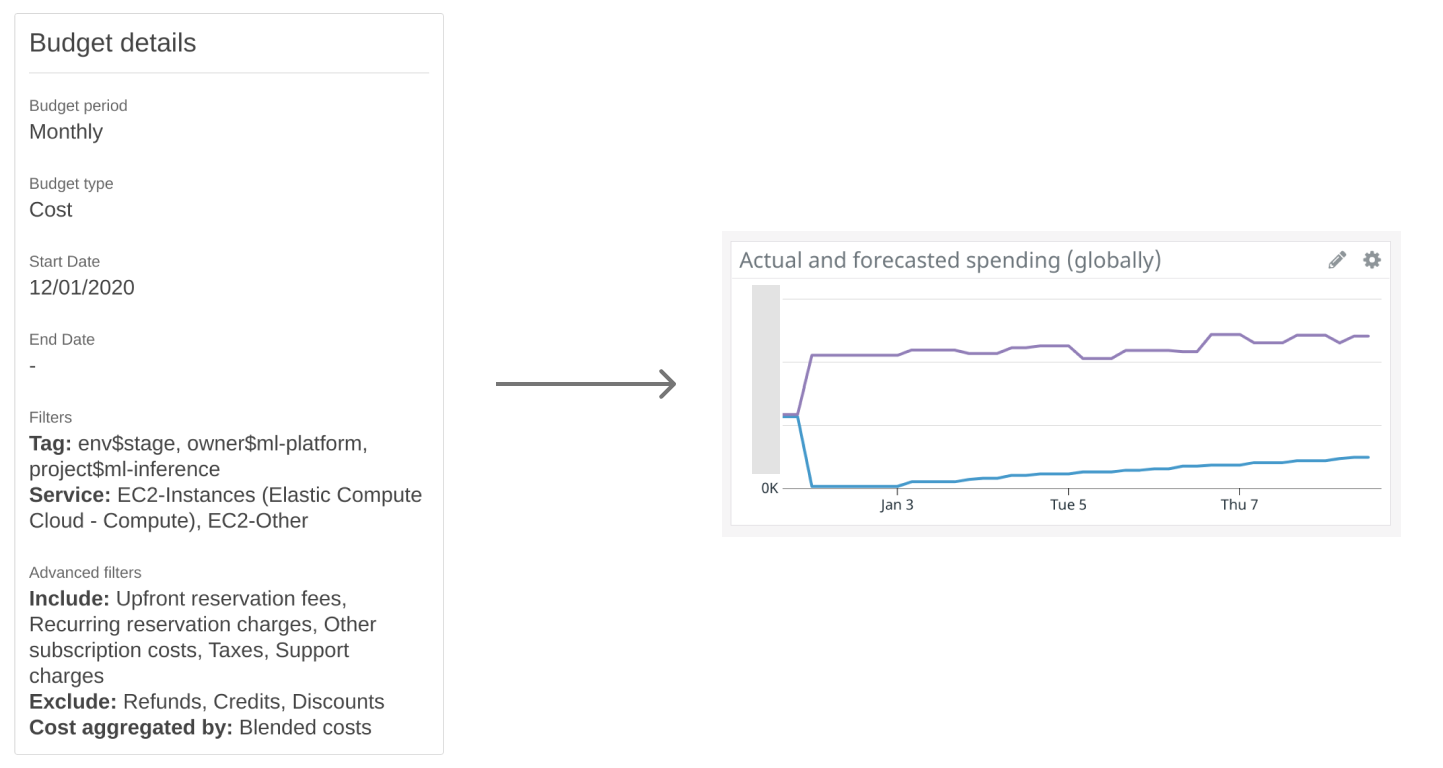 Budget details
Budget period
Monthly
Budget type
Cost
Start Date
12/01/2020
End Date
-
Filters
Tag: env$stage, owner$ml-platform,
project$ml-inference
Service: EC2-Instances (Elastic Compute
Cloud - Compute), EC2-Other
Advanced filters
Include: Upfront reservation fees,
Recurring reservation charges, Other
subscription costs, Taxes, Support
charges
Exclude: Refunds, Credits, Discounts
Cost aggregated by: Blended costs
Actual and forecasted spending (globally)
0K
Jan 3
Tue 5
Thu 7